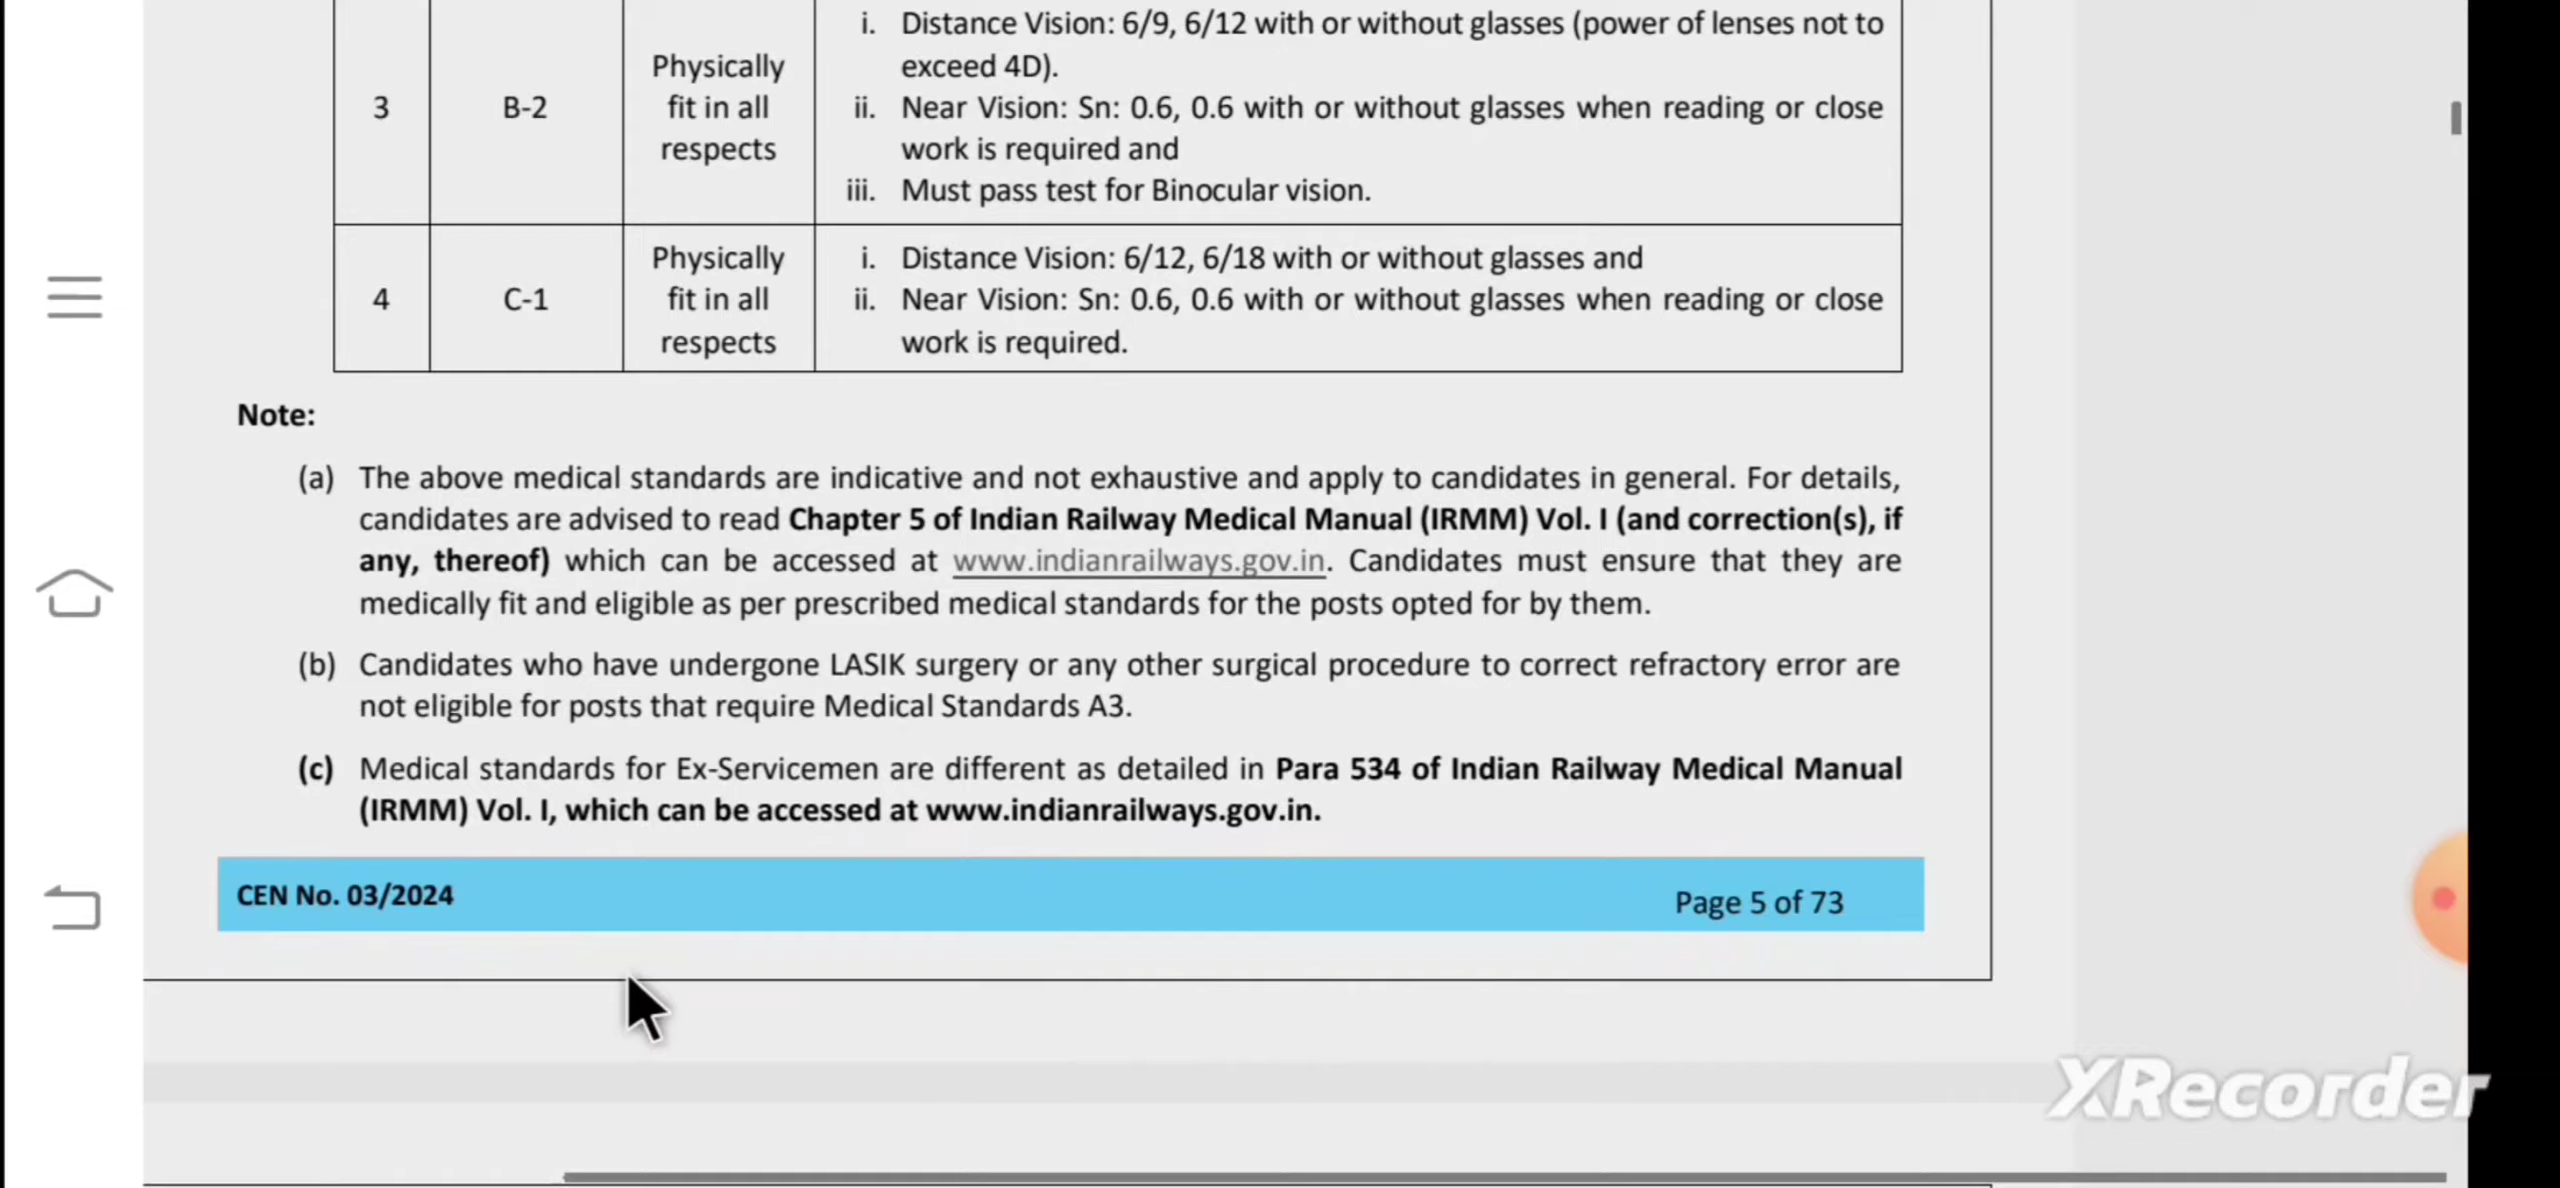 i. Distance Vision: 6/9, 6/12 with or without glasses (power of lenses not to
exceed 4D).
ii. Near Vision: Sn: 0.6, 0.6 with or without glasses when reading or close
work is required and
iii. Must pass test for Binocular vision.
3
B-2
Physically
fit in all
respects
i. Distance Vision: 6/12, 6/18 with or without glasses and
ii. Near Vision: Sn: 0.6, 0.6 with or without glasses when reading or close
work is required.
4
C-1
Physically
fit in all
respects
Note:
(a) The above medical standards are indicative and not exhaustive and apply to candidates in general. For details,
candidates are advised to read Chapter 5 of Indian Railway Medical Manual (IRMM) Vol. I (and correction(s), if
any, thereof) which can be accessed at www.indianrailways.gov.in. Candidates must ensure that they are
medically fit and eligible as per prescribed medical standards for the posts opted for by them.
(b) Candidates who have undergone LASIK surgery or any other surgical procedure to correct refractory error are
not eligible for posts that require Medical Standards A3.
(c) Medical standards for Ex-Servicemen are different as detailed in Para 534 of Indian Railway Medical Manual
(IRMM) Vol. I, which can be accessed at www.indianrailways.gov.in.
CEN No. 03/2024
Page 5 of 73
XRecorder